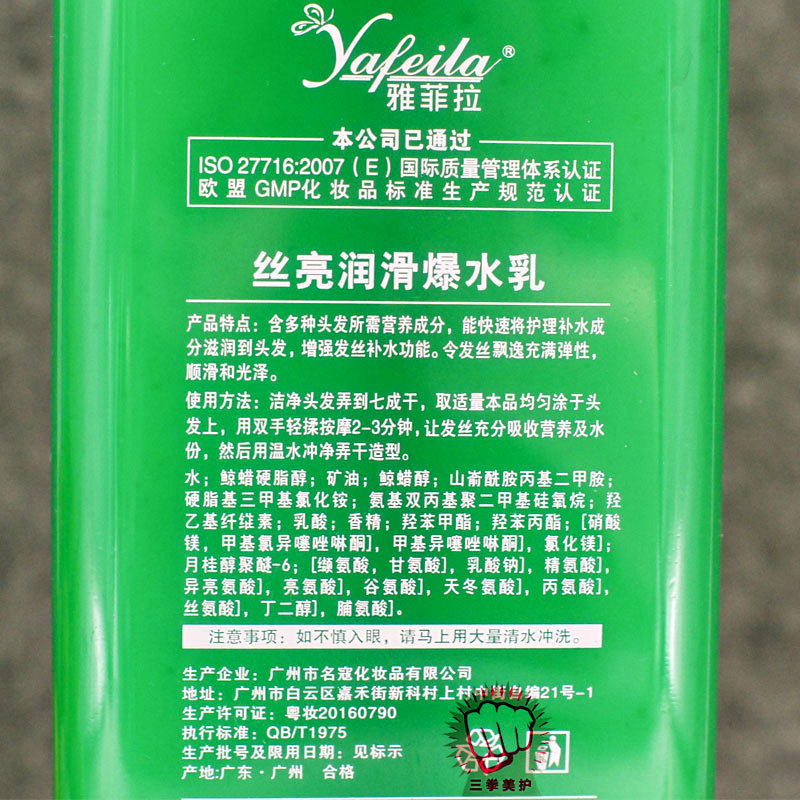 Yafeila®
雅菲拉
本公司已通过
ISO 27716:2007（E）国际质量管理体系认证
欧盟 GMP化妆品标准生产规范认证
丝亮润滑爆水乳
产品特点：含多种头发所需营养成分，能快速将护理补水成
分滋润到头发，增强发丝补水功能。令发丝飘逸充满弹性，
顺滑和光泽。
使用方法：洁净头发弄到七成干，取适量本品均匀涂于头
发上，用双手轻揉按摩2-3分钟，让发丝充分吸收营养及水
份，然后用温水冲净弄干造型。
水；鲸蜡硬脂醇；矿油；鲸蜡醇；山嵛酰胺丙基二甲胺；
硬脂基三甲基氯化铵；氨基双丙基聚二甲基硅氧烷；羟
乙基纤维素；乳酸；香精；羟苯甲酯；羟苯丙酯；[硝酸
镁，甲基氯异噻唑啉酮]，甲基异噻唑啉酮]，氯化镁]；
月桂醇聚醚-6；[缬氨酸，甘氨酸]，乳酸钠]，精氨酸]，
异亮氨酸]，亮氨酸]，谷氨酸]，天冬氨酸]，丙氨酸]，
丝氨酸]，丁二醇]，脯氨酸]。
注意事项：如不慎入眼，请马上用大量清水冲洗。
生产企业：广州市名蔻化妆品有限公司
地址：广州市白云区嘉禾街新科村上村中街自编21号-1
生产许可证：粤妆20160790
执行标准：QB/T1975
生产批号及限用日期：见标示
产地:广东·广州 合格
三拳美护